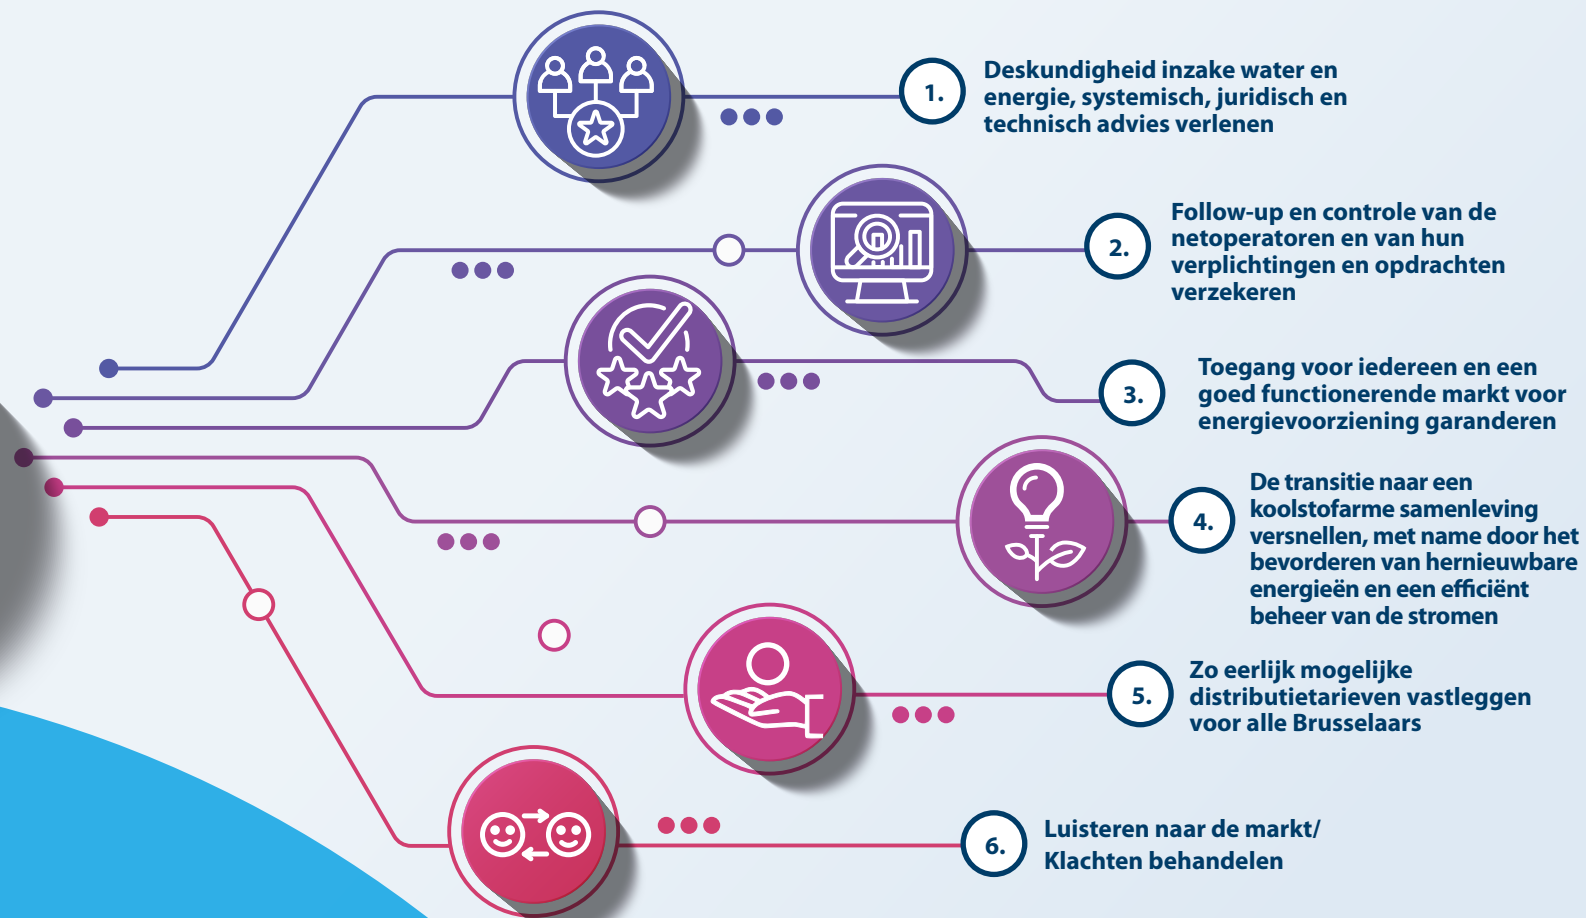 1.
Deskundigheid inzake water en
energie, systemisch, juridisch en
technisch advies verlenen
2.
Follow-up en controle van de
netoperatoren en van hun
verplichtingen en opdrachten
verzekeren
3.
Toegang voor iedereen en een
goed functionerende markt voor
energievoorziening garanderen
4.
De transitie naar een
koolstofarme samenleving
versnellen, met name door het
bevorderen van hernieuwbare
energieën en een efficiënt
beheer van de stromen
5.
Zo eerlijk mogelijke
distributietarieven vastleggen
voor alle Brusselaars
6.
Luisteren naar de markt/
Klachten behandelen